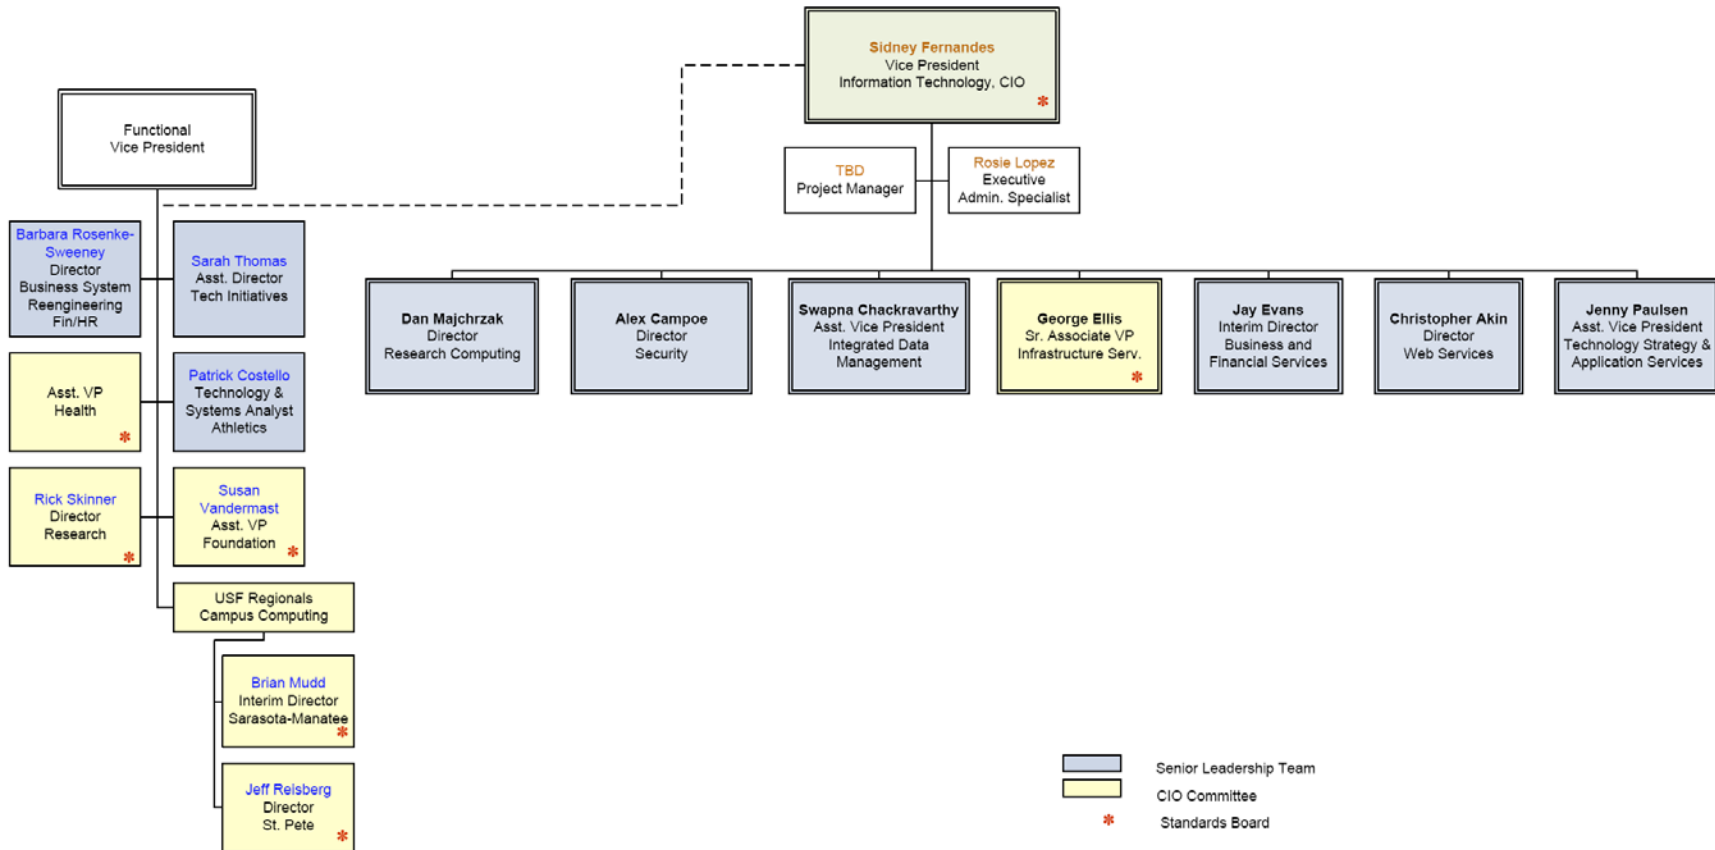 Sidney Fernandes
Vice President
Information Technology, CIO
*
Functional
Vice President
TBD
Project Manager
Rosie Lopez
Executive
Admin. Specialist
Barbara Rosenke-
Sweeney
Director
Business System
Reengineering
Fin/HR
Sarah Thomas
Asst. Director
Tech Initiatives
Asst. VP
Health
*
Patrick Costello
Technology &
Systems Analyst
Athletics
Rick Skinner
Director
Research
*
Susan
Vandermast
Asst. VP
Foundation
*
USF Regionals
Campus Computing
Brian Mudd
Interim Director
Sarasota-Manatee
*
Jeff Reisberg
Director
St. Pete
*
Dan Majchrzak
Director
Research Computing
Alex Campoe
Director
Security
Swapna Chackravarthy
Asst. Vice President
Integrated Data
Management
George Ellis
Sr. Associate VP
Infrastructure Serv.
*
Jay Evans
Interim Director
Business and
Financial Services
Christopher Akin
Director
Web Services
Jenny Paulsen
Asst. Vice President
Technology Strategy &
Application Services
Senior Leadership Team
CIO Committee
* Standards Board